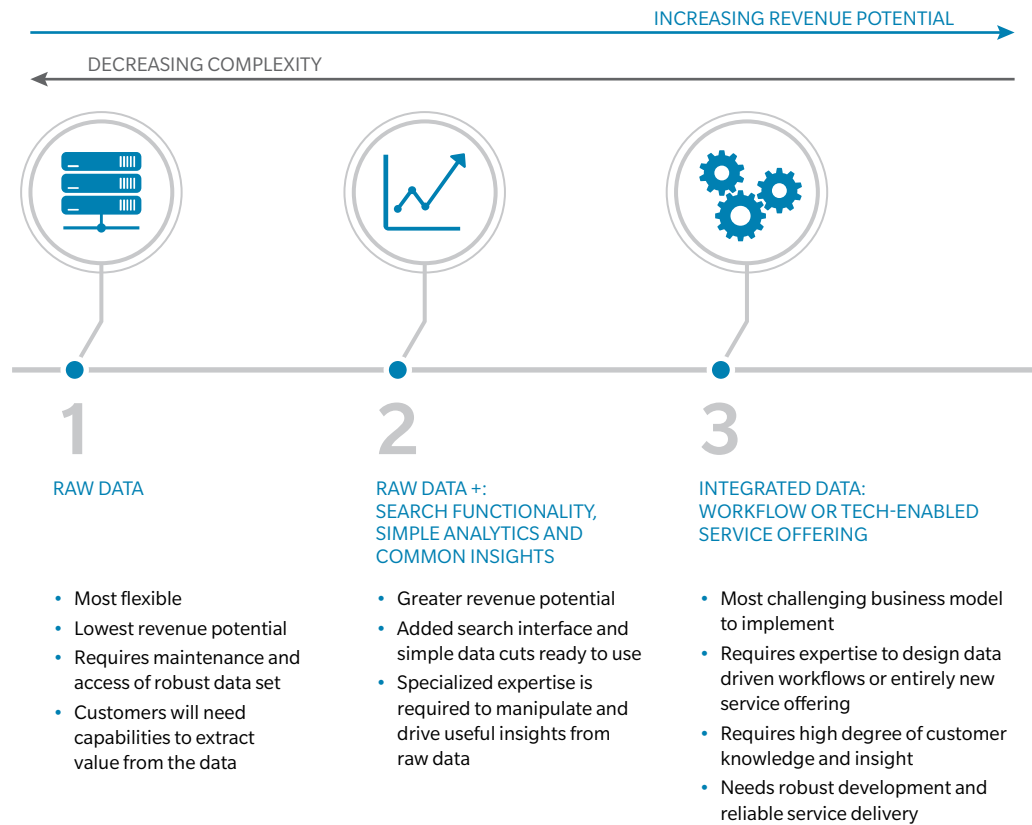 INCREASING REVENUE POTENTIAL
DECREASING COMPLEXITY
1
RAW DATA
• Most flexible
• Lowest revenue potential
• Requires maintenance and
access of robust data set
• Customers will need
capabilities to extract
value from the data
2
RAW DATA +:
SEARCH FUNCTIONALITY,
SIMPLE ANALYTICS AND
COMMON INSIGHTS
• Greater revenue potential
• Added search interface and
simple data cuts ready to use
• Specialized expertise is
required to manipulate and
drive useful insights from
raw data
3
INTEGRATED DATA:
WORKFLOW OR TECH-ENABLED
SERVICE OFFERING
• Most challenging business model
to implement
• Requires expertise to design data
driven workflows or entirely new
service offering
• Requires high degree of customer
knowledge and insight
• Needs robust development and
reliable service delivery